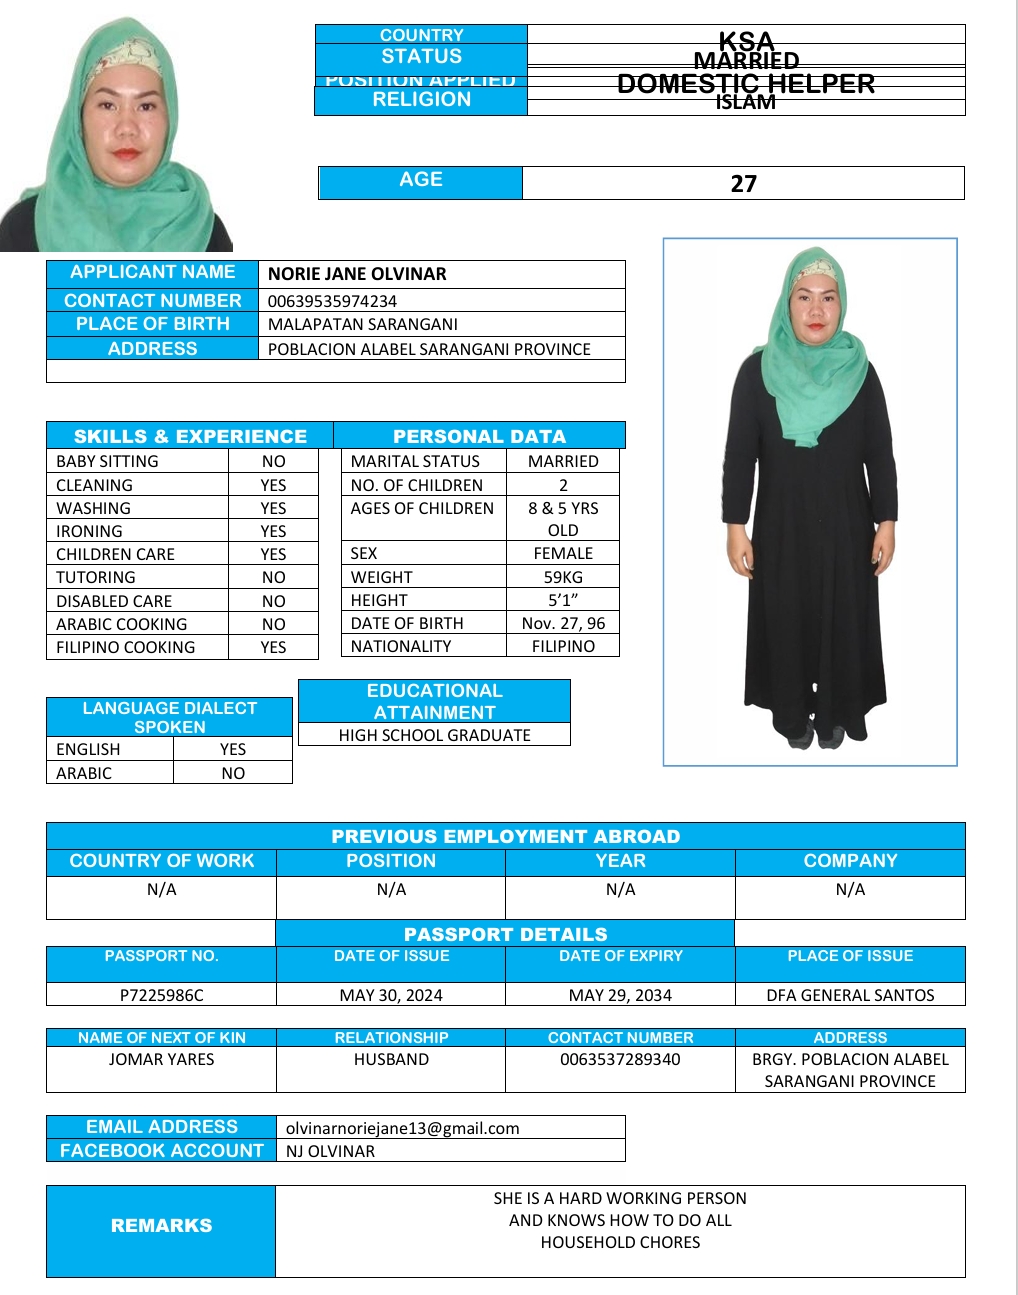 COUNTRY KSA
STATUS MARRIED
POSITION APPLIED DOMESTIC HELPER
RELIGION ISLAM
AGE 27
APPLICANT NAME NORIE JANE OLVINAR
CONTACT NUMBER 00639535974234
PLACE OF BIRTH MALAPATAN SARANGANI
ADDRESS POBLACION ALABEL SARANGANI PROVINCE
SKILLS & EXPERIENCE PERSONAL DATA
BABY SITTING NO MARITAL STATUS MARRIED
CLEANING YES NO. OF CHILDREN 2
WASHING YES AGES OF CHILDREN 8 & 5 YRS
IRONING YES OLD
CHILDREN CARE YES SEX FEMALE
TUTORING NO WEIGHT 59KG
DISABLED CARE NO HEIGHT 5’1”
ARABIC COOKING NO DATE OF BIRTH Nov. 27, 96
FILIPINO COOKING YES NATIONALITY FILIPINO
LANGUAGE DIALECT
SPOKEN
ENGLISH YES
ARABIC NO
EDUCATIONAL
ATTAINMENT
HIGH SCHOOL GRADUATE
PREVIOUS EMPLOYMENT ABROAD
COUNTRY OF WORK POSITION YEAR COMPANY
N/A N/A N/A N/A
PASSPORT DETAILS
PASSPORT NO. DATE OF ISSUE DATE OF EXPIRY PLACE OF ISSUE
P7225986C MAY 30, 2024 MAY 29, 2034 DFA GENERAL SANTOS
NAME OF NEXT OF KIN RELATIONSHIP CONTACT NUMBER ADDRESS
JOMAR YARES HUSBAND 0063537289340 BRGY. POBLACION ALABEL
SARANGANI PROVINCE
EMAIL ADDRESS olvinarnoriejane13@gmail.com
FACEBOOK ACCOUNT NJ OLVINAR
REMARKS
SHE IS A HARD WORKING PERSON
AND KNOWS HOW TO DO ALL
HOUSEHOLD CHORES